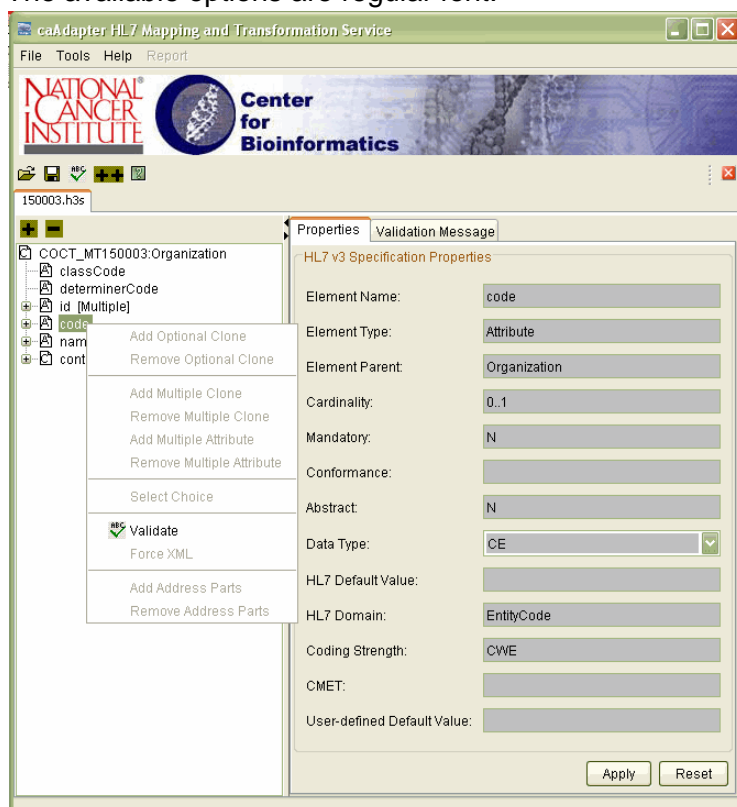 The available options are regular font.
caAdapter HL7 Mapping and Transformation Service
File Tools Help Report
NATIONAL
CANCER
INSTITUTE
Center
for
Bioinformatics
150003.h3s
Properties Validation Message
COCT_MT150003:Organization
classCode
determinerCode
id [Multiple]
code
nam
cont
Add Optional Clone
Remove Optional Clone
Add Multiple Clone
Remove Multiple Clone
Add Multiple Attribute
Remove Multiple Attribute
Select Choice
ABC Validate
Force XML
Add Address Parts
Remove Address Parts
HL7 v3 Specification Properties
Element Name: code
Element Type: Attribute
Element Parent: Organization
Cardinality: 0..1
Mandatory: N
Conformance:
Abstract: N
Data Type: CE
HL7 Default Value:
HL7 Domain: EntityCode
Coding Strength: CWE
CMET:
User-defined Default Value:
Apply Reset